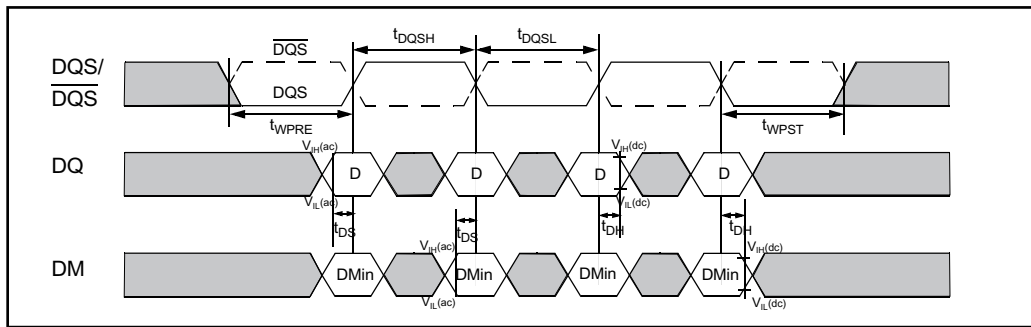 tDQSH tDQSL
DQS
DQS/
DQS
DQS
tWPRE tWPST
VIH(ac) VIH(dc)
DQ D D D D
VIL(ac) VIL(dc)
tDS tDS tDH tDH
VIH(ac) VIH(dc)
DM DMin DMin DMin DMin
VIL(ac) VIL(dc)